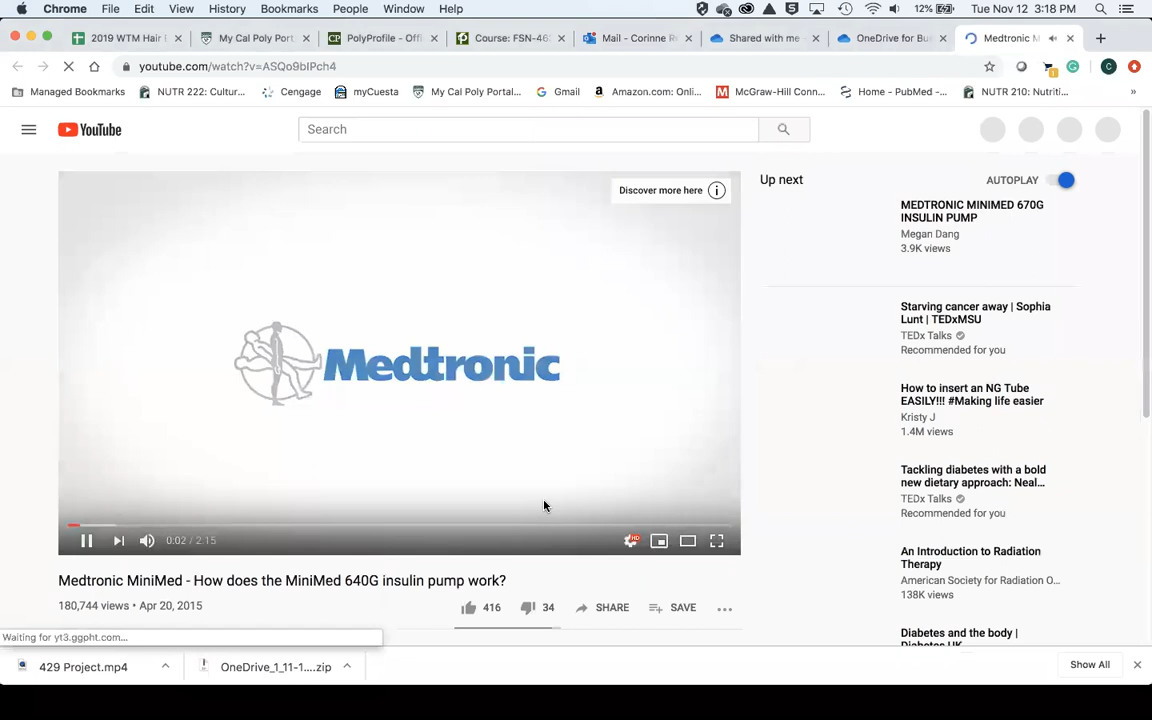 Chrome File Edit View History Bookmarks People Window Help 12% Tue Nov 12 3:18 PM
2019 WTM Hair My Cal Poly Port PolyProfile - Offi Course: FSN-46 Mail - Corinne R Shared with me OneDrive for Bu Medtronic M
youtube.com/watch?v=ASQo9bIPch4
Managed Bookmarks NUTR 222: Cultur... Cengage myCuesta My Cal Poly Portal... Gmail Amazon.com: Onli... McGraw-Hill Conn... Home - PubMed -... NUTR 210: Nutriti... »
YouTube Search
Discover more here
Up next AUTOPLAY
MEDTRONIC MINIMED 670G
INSULIN PUMP
Megan Dang
3.9K views
Starving cancer away | Sophia
Lunt | TEDxMSU
TEDx Talks
Recommended for you
Medtronic
How to insert an NG Tube
EASILY!!! #Making life easier
Kristy J
1.4M views
Tackling diabetes with a bold
new dietary approach: Neal...
TEDx Talks
Recommended for you
0:02 / 2:15 HD
An Introduction to Radiation
Therapy
American Society for Radiation O...
138K views
Medtronic MiniMed - How does the MiniMed 640G insulin pump work?
180,744 views • Apr 20, 2015
416 34 SHARE SAVE
Diabetes and the body |
Diabetes UK
Waiting for yt3.ggpht.com...
429 Project.mp4 OneDrive_1_11-1....zip Show All